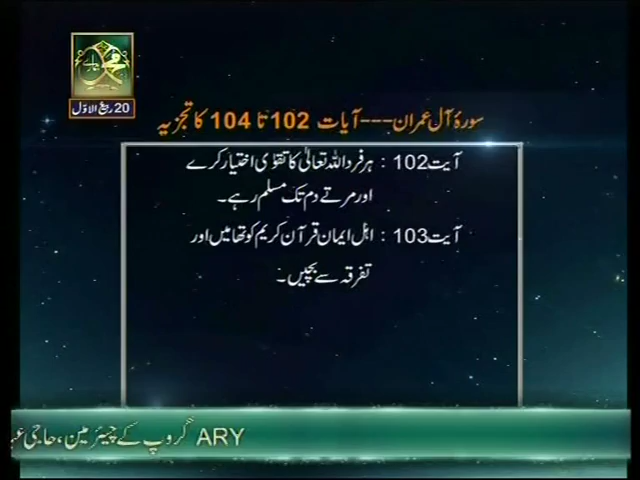 20 ربیع الاوّل
سورۂ آل عمران---آیات 102 تا 104 کا تجزیہ
آیت 102 : ہر فرد اللہ تعالیٰ کا تقویٰ اختیار کرے
اور مرتے دم تک مسلم رہے۔
آیت 103 : اہل ایمان قرآن کریم کو تھامیں اور
تفرقہ سے بچیں۔
ARY گروپ کے چیئرمین، حاجی